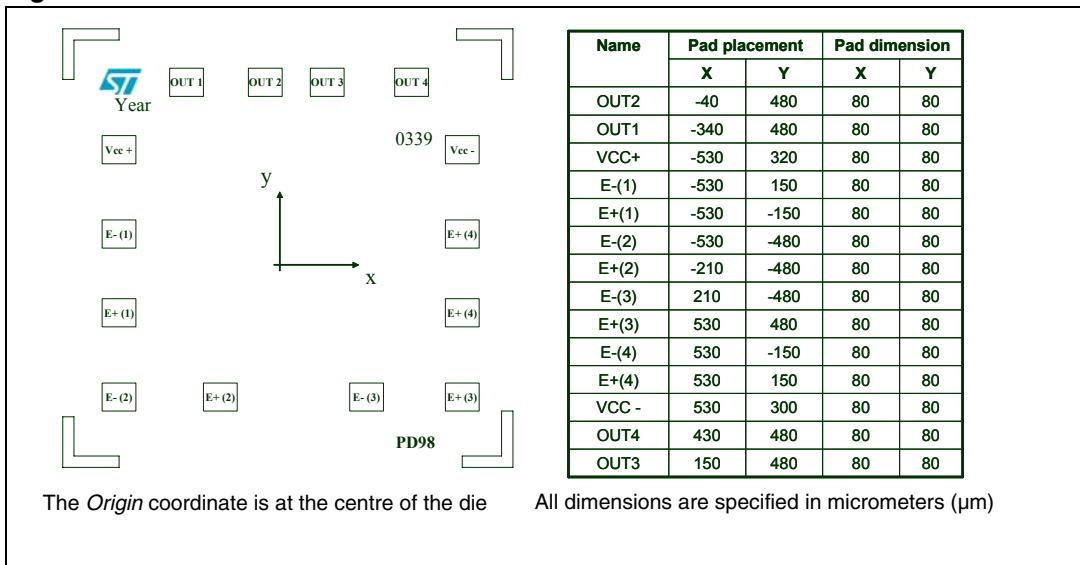 ST
Year
OUT 1
OUT 2
OUT 3
OUT 4
Vcc +
0339
Vcc -
y
E- (1)
E+ (4)
x
E+ (1)
E+ (4)
E- (2)
E+ (2)
E- (3)
E+ (3)
PD98
The Origin coordinate is at the centre of the die
Name Pad placement Pad dimension
X Y X Y
OUT2 -40 480 80 80
OUT1 -340 480 80 80
VCC+ -530 320 80 80
E-(1) -530 150 80 80
E+(1) -530 -150 80 80
E-(2) -530 -480 80 80
E+(2) -210 -480 80 80
E-(3) 210 -480 80 80
E+(3) 530 480 80 80
E-(4) 530 -150 80 80
E+(4) 530 150 80 80
VCC - 530 300 80 80
OUT4 430 480 80 80
OUT3 150 480 80 80
All dimensions are specified in micrometers (µm)